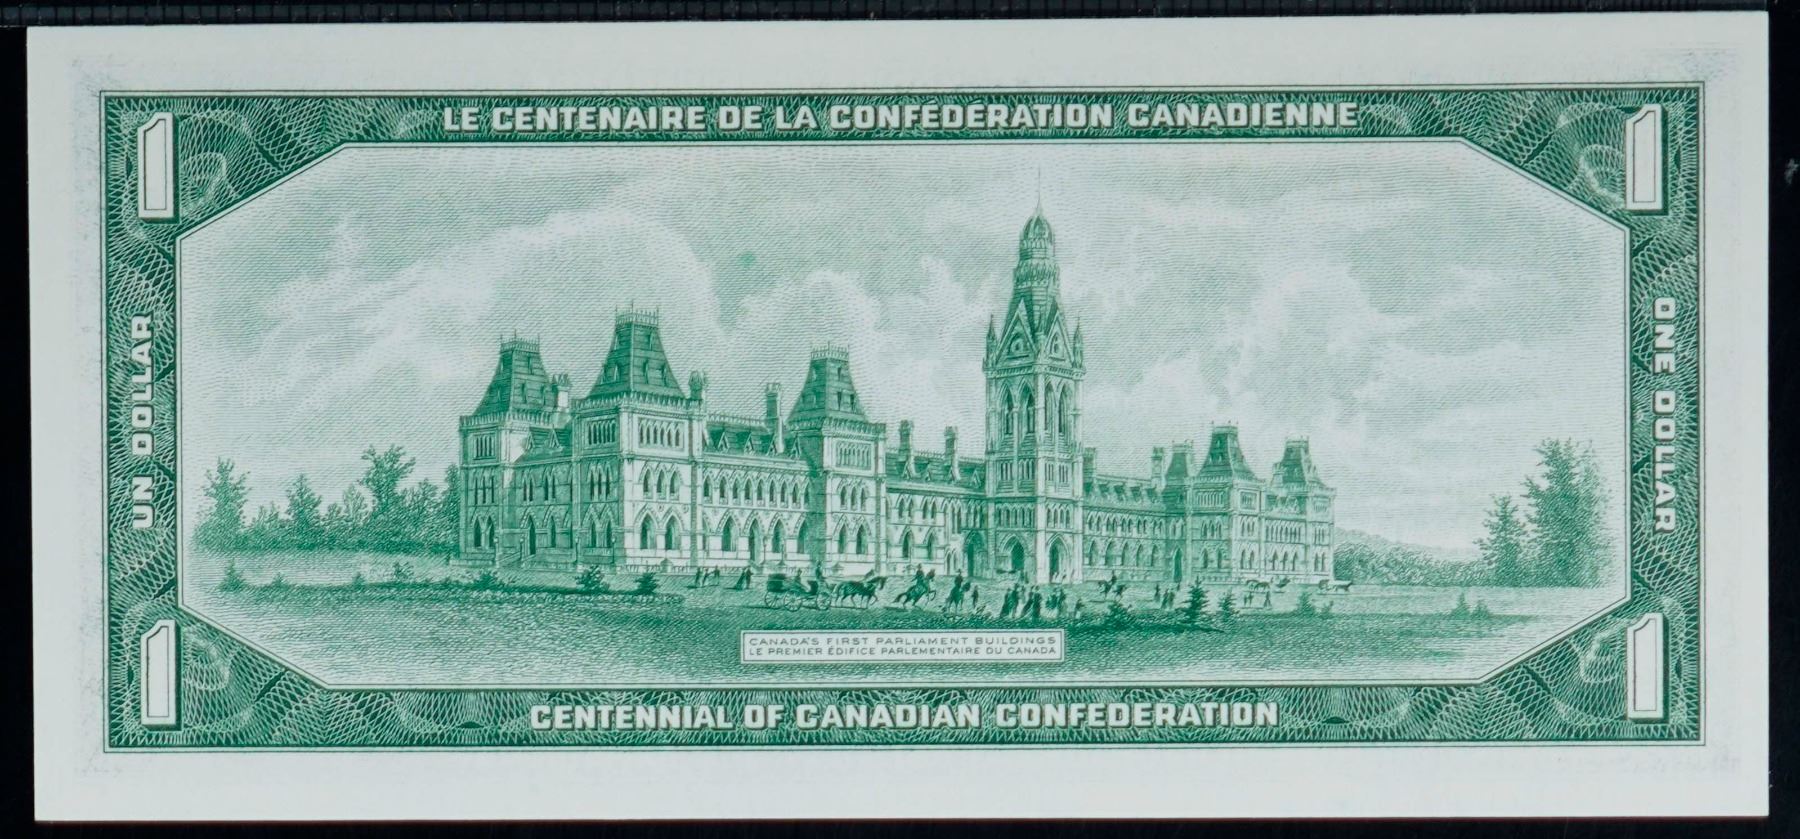 LE CENTENAIRE DE LA CONFÉDÉRATION CANADIENNE
1
1
UN DOLLAR
ONE DOLLAR
CANADA'S FIRST PARLIAMENT BUILDINGS
LE PREMIER ÉDIFICE PARLEMENTAIRE DU CANADA
1
1
CENTENNIAL OF CANADIAN CONFEDERATION